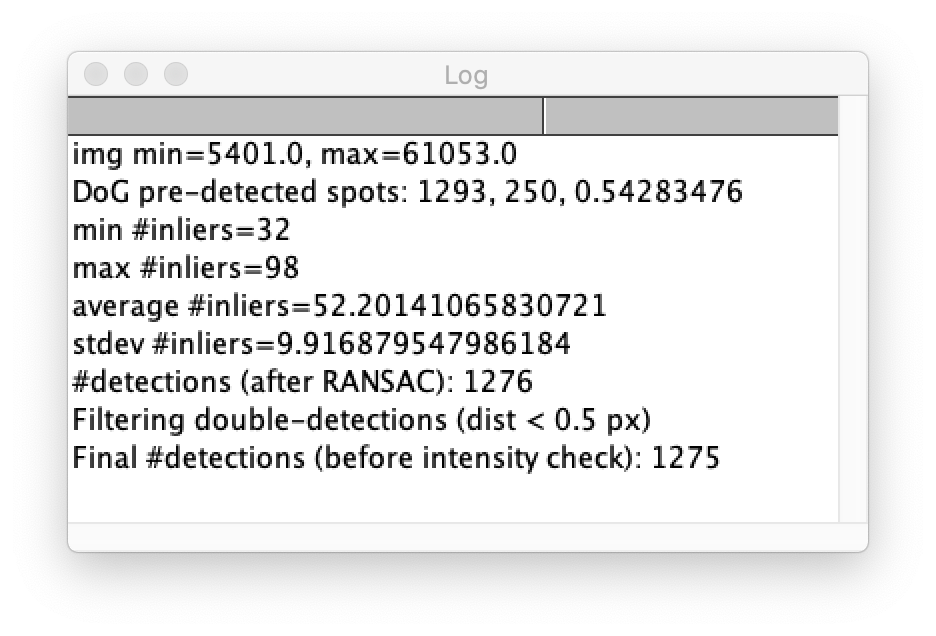 Log
img min=5401.0, max=61053.0
DoG pre-detected spots: 1293, 250, 0.54283476
min #inliers=32
max #inliers=98
average #inliers=52.20141065830721
stdev #inliers=9.916879547986184
#detections (after RANSAC): 1276
Filtering double-detections (dist < 0.5 px)
Final #detections (before intensity check): 1275